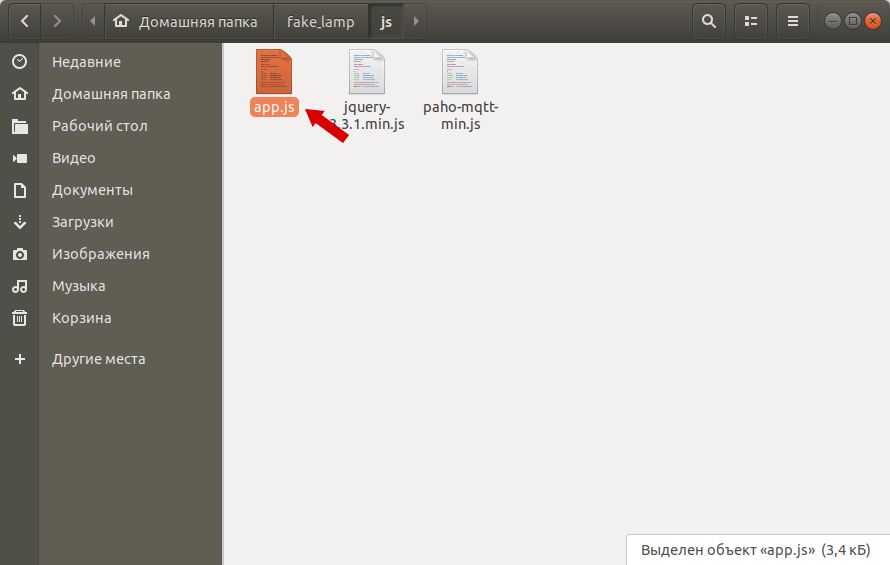 Домашняя папка
fake_lamp
js
Недавние
Домашняя папка
Рабочий стол
Видео
Документы
Загрузки
Изображения
Музыка
Корзина
Другие места
app.js
jquery-
3.3.1.min.js
paho-mqtt-
min.js
Выделен объект «app.js» (3,4 кБ)